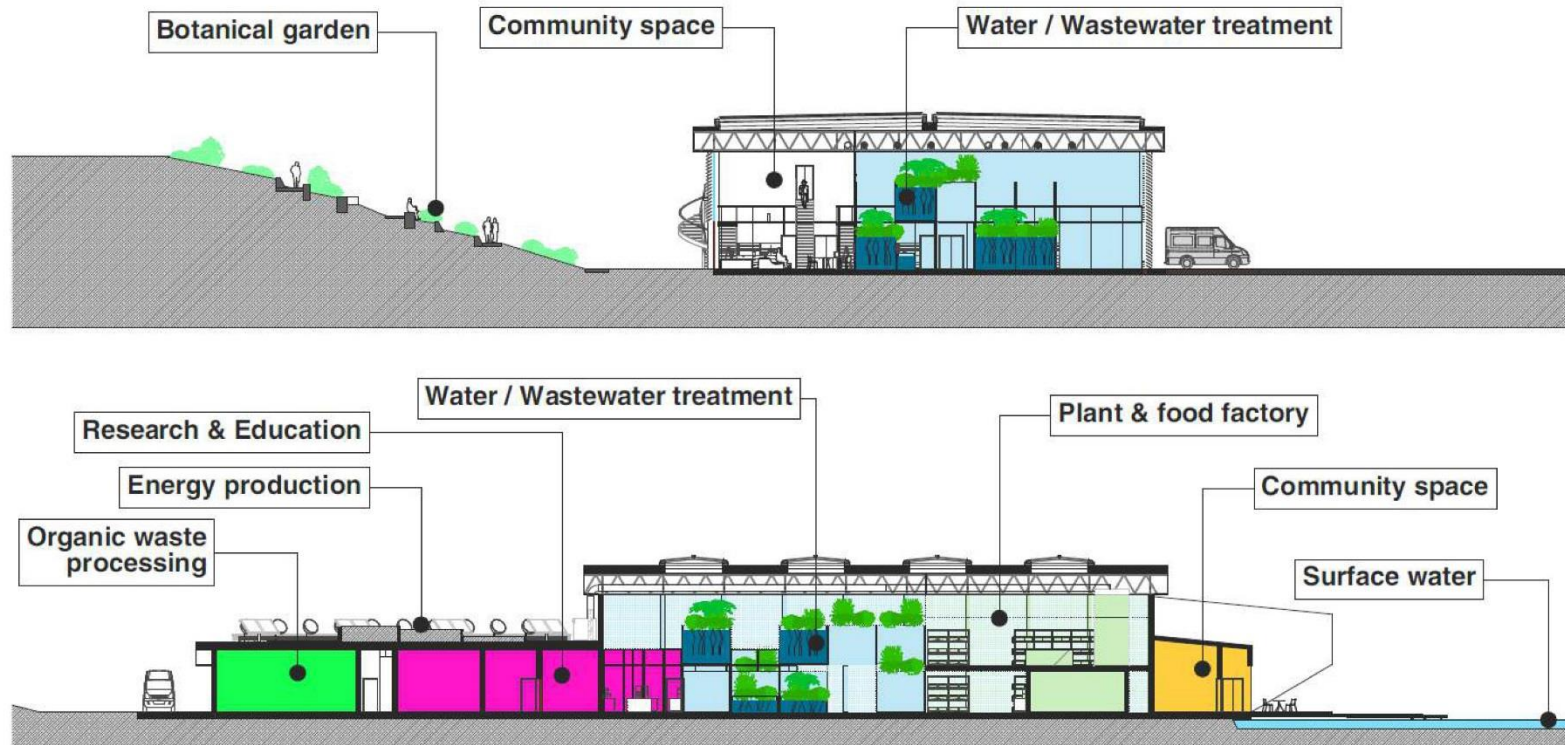 Botanical garden
Community space
Water / Wastewater treatment
Water / Wastewater treatment
Plant & food factory
Research & Education
Energy production
Community space
Organic waste
processing
Surface water